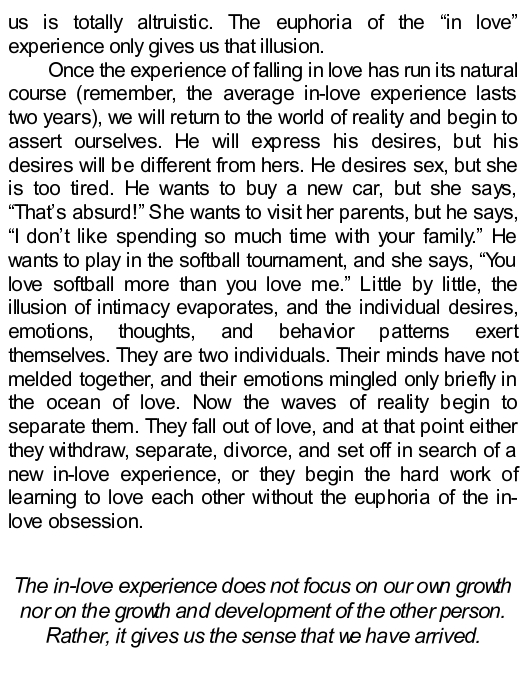 us is totally altruistic. The euphoria of the “in love”
experience only gives us that illusion.
Once the experience of falling in love has run its natural
course (remember, the average in-love experience lasts
two years), we will return to the world of reality and begin to
assert ourselves. He will express his desires, but his
desires will be different from hers. He desires sex, but she
is too tired. He wants to buy a new car, but she says,
“That’s absurd!” She wants to visit her parents, but he says,
“I don’t like spending so much time with your family.” He
wants to play in the softball tournament, and she says, “You
love softball more than you love me.” Little by little, the
illusion of intimacy evaporates, and the individual desires,
emotions, thoughts, and behavior patterns exert
themselves. They are two individuals. Their minds have not
melded together, and their emotions mingled only briefly in
the ocean of love. Now the waves of reality begin to
separate them. They fall out of love, and at that point either
they withdraw, separate, divorce, and set off in search of a
new in-love experience, or they begin the hard work of
learning to love each other without the euphoria of the in-
love obsession.
The in-love experience does not focus on our own growth
nor on the growth and development of the other person.
Rather, it gives us the sense that we have arrived.